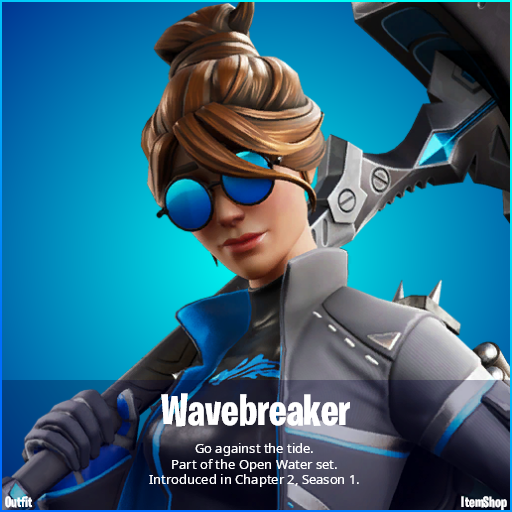 Wavebreaker
Go against the tide.
Part of the Open Water set.
Introduced in Chapter 2, Season 1.
Outfit
ItemShop